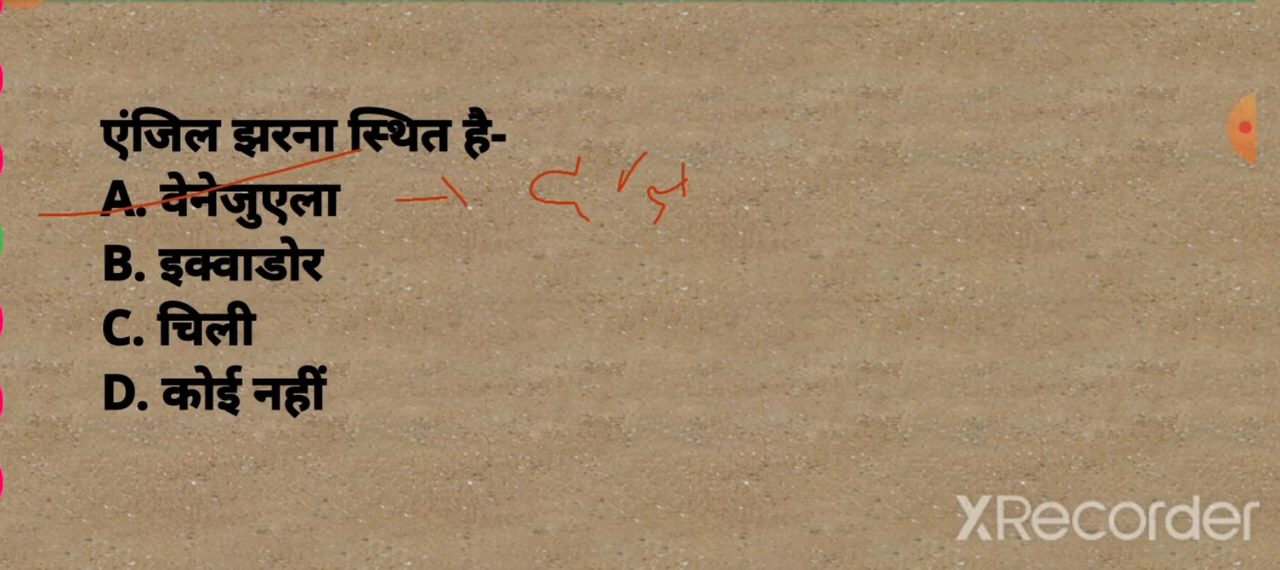 एंजिल झरना स्थित है-
A. वेनेजुएला
B. इक्वाडोर
C. चिली
D. कोई नहीं
XRecorder